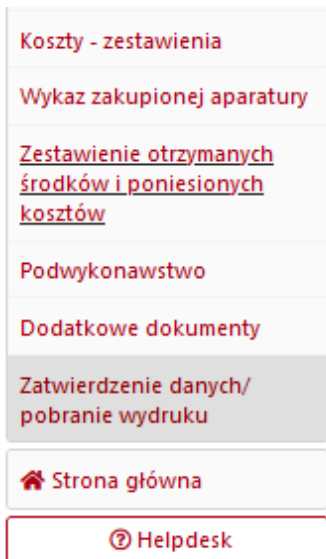 Koszty - zestawienia
Wykaz zakupionej aparatury
Zestawienie otrzymanych
środków i poniesionych
kosztów
Podwykonawstwo
Dodatkowe dokumenty
Zatwierdzenie danych/
pobranie wydruku
Strona główna
Helpdesk